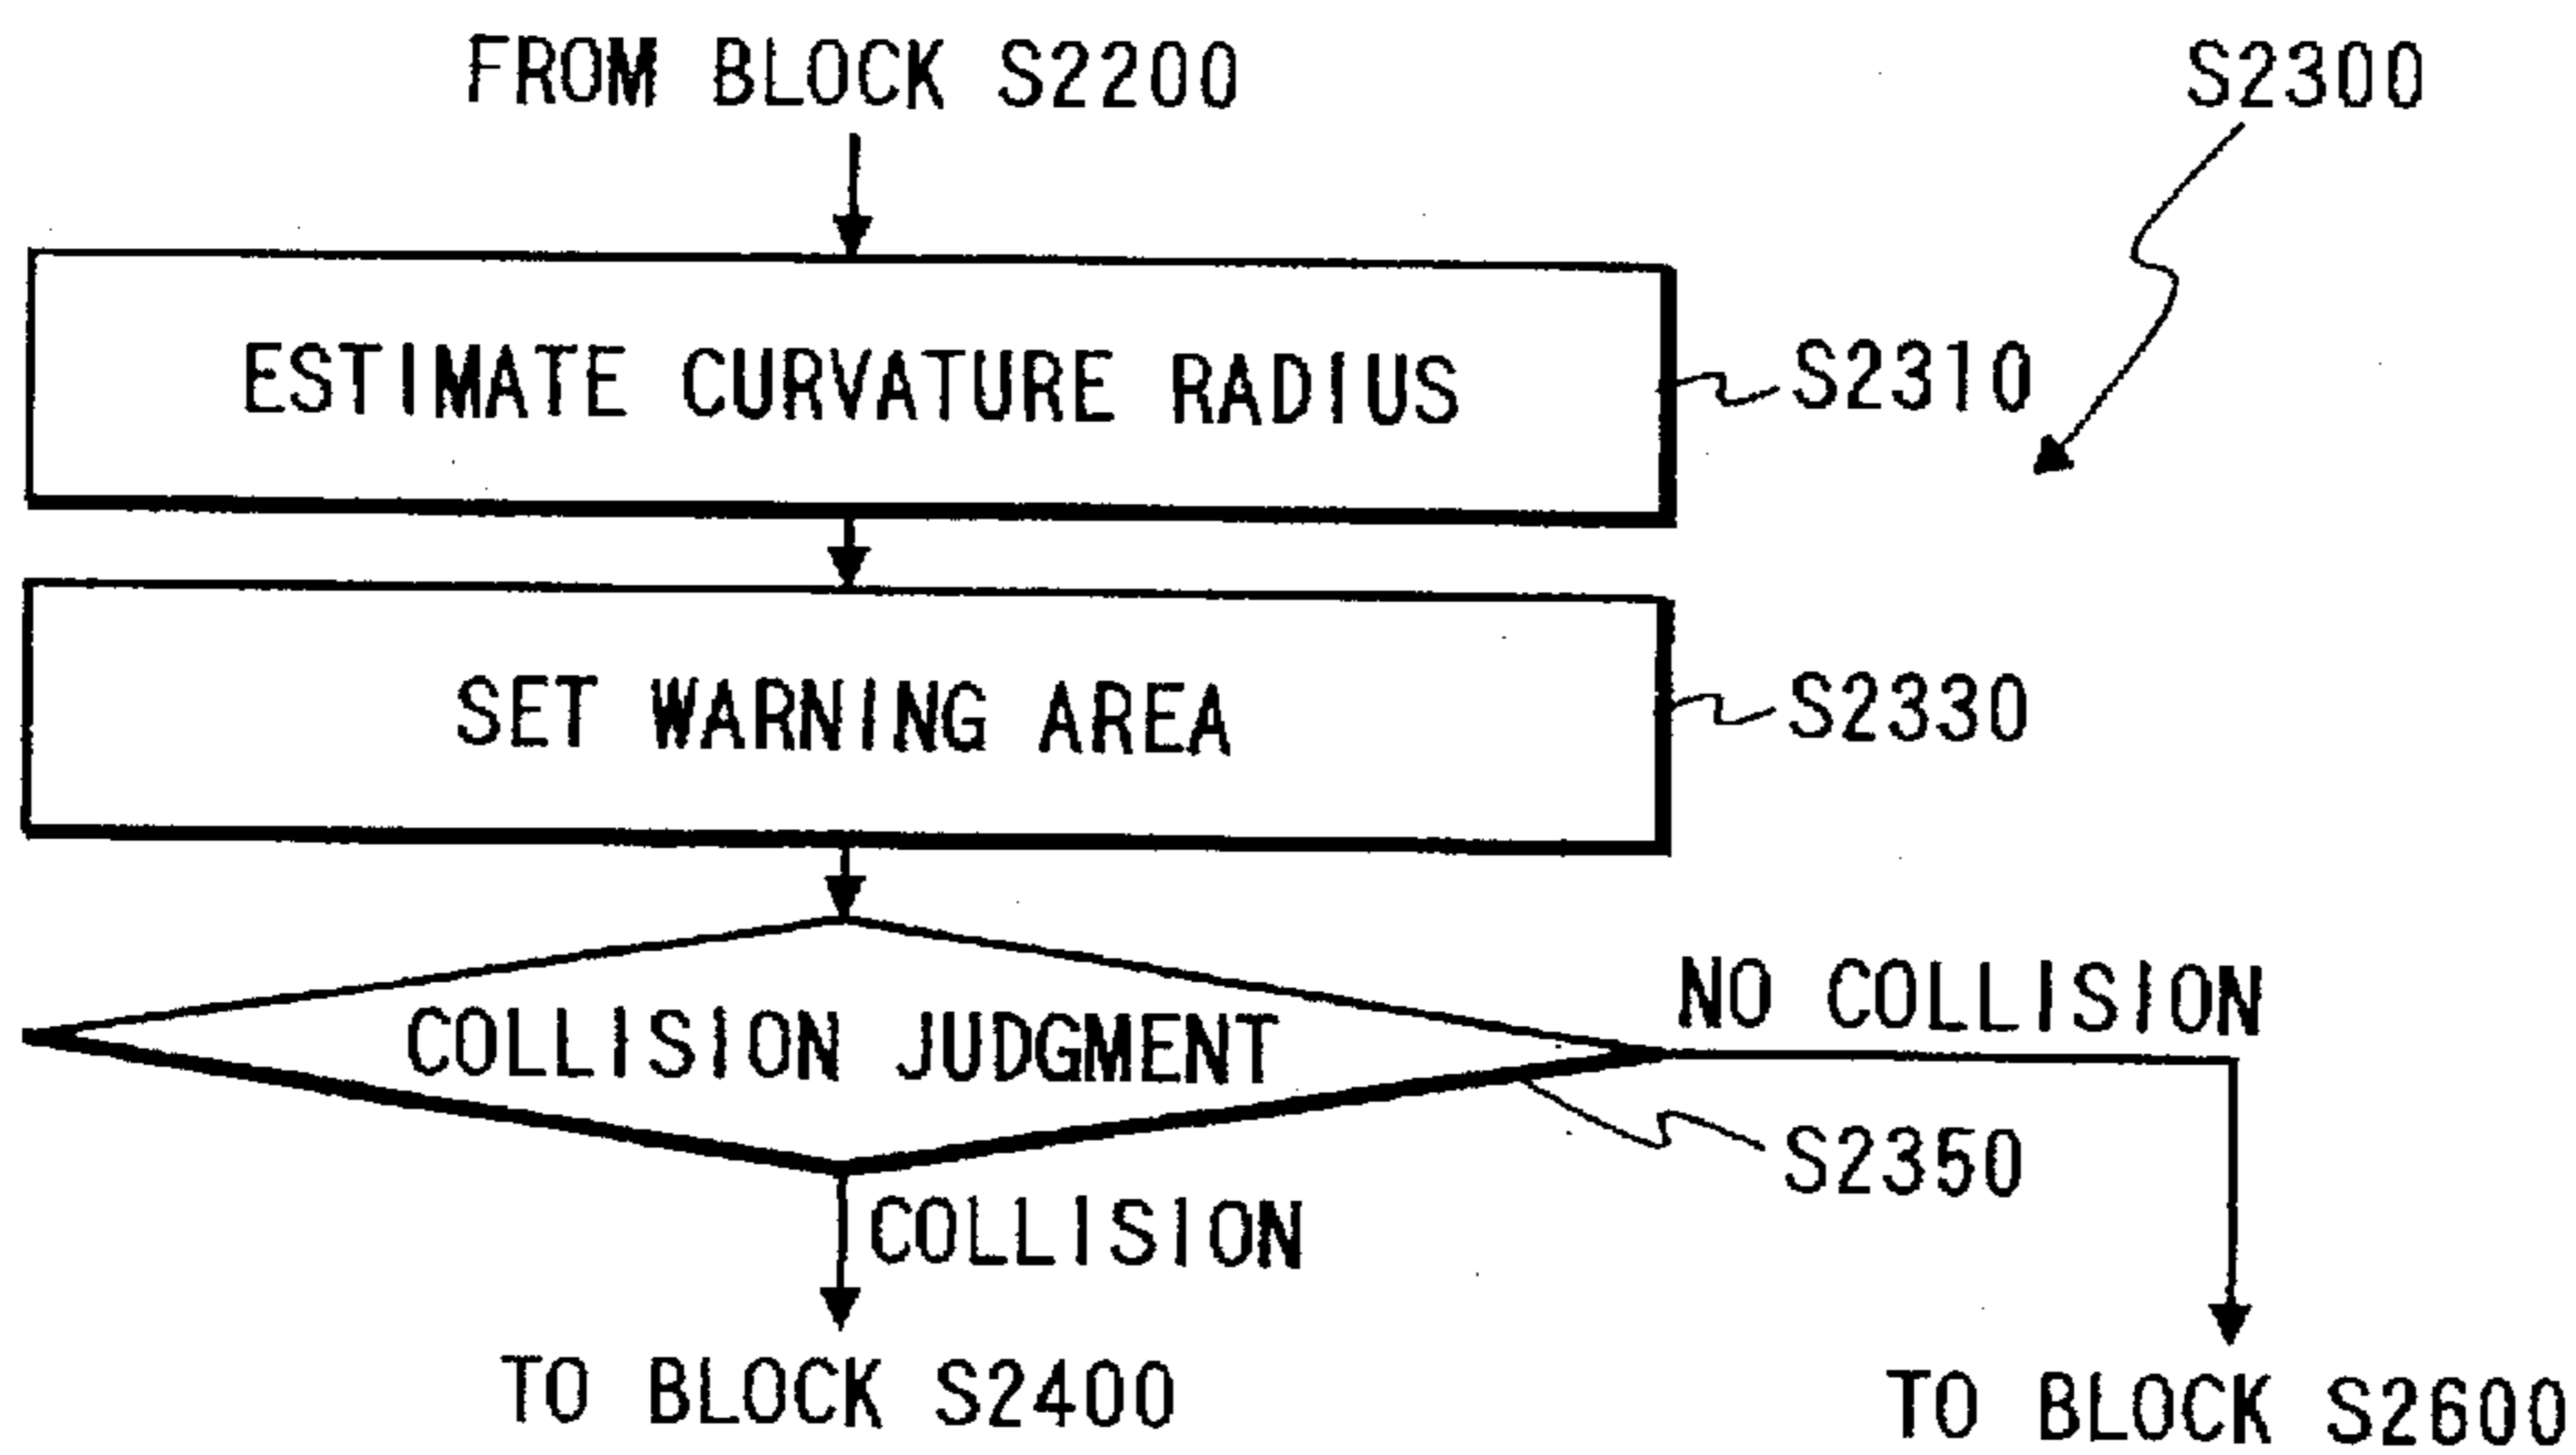 FROM BLOCK S2200
S2300
ESTIMATE CURVATURE RADIUS
S2310
SET WARNING AREA
S2330
COLLISION JUDGMENT
NO COLLISION
S2350
COLLISION
TO BLOCK S2400
TO BLOCK S2600